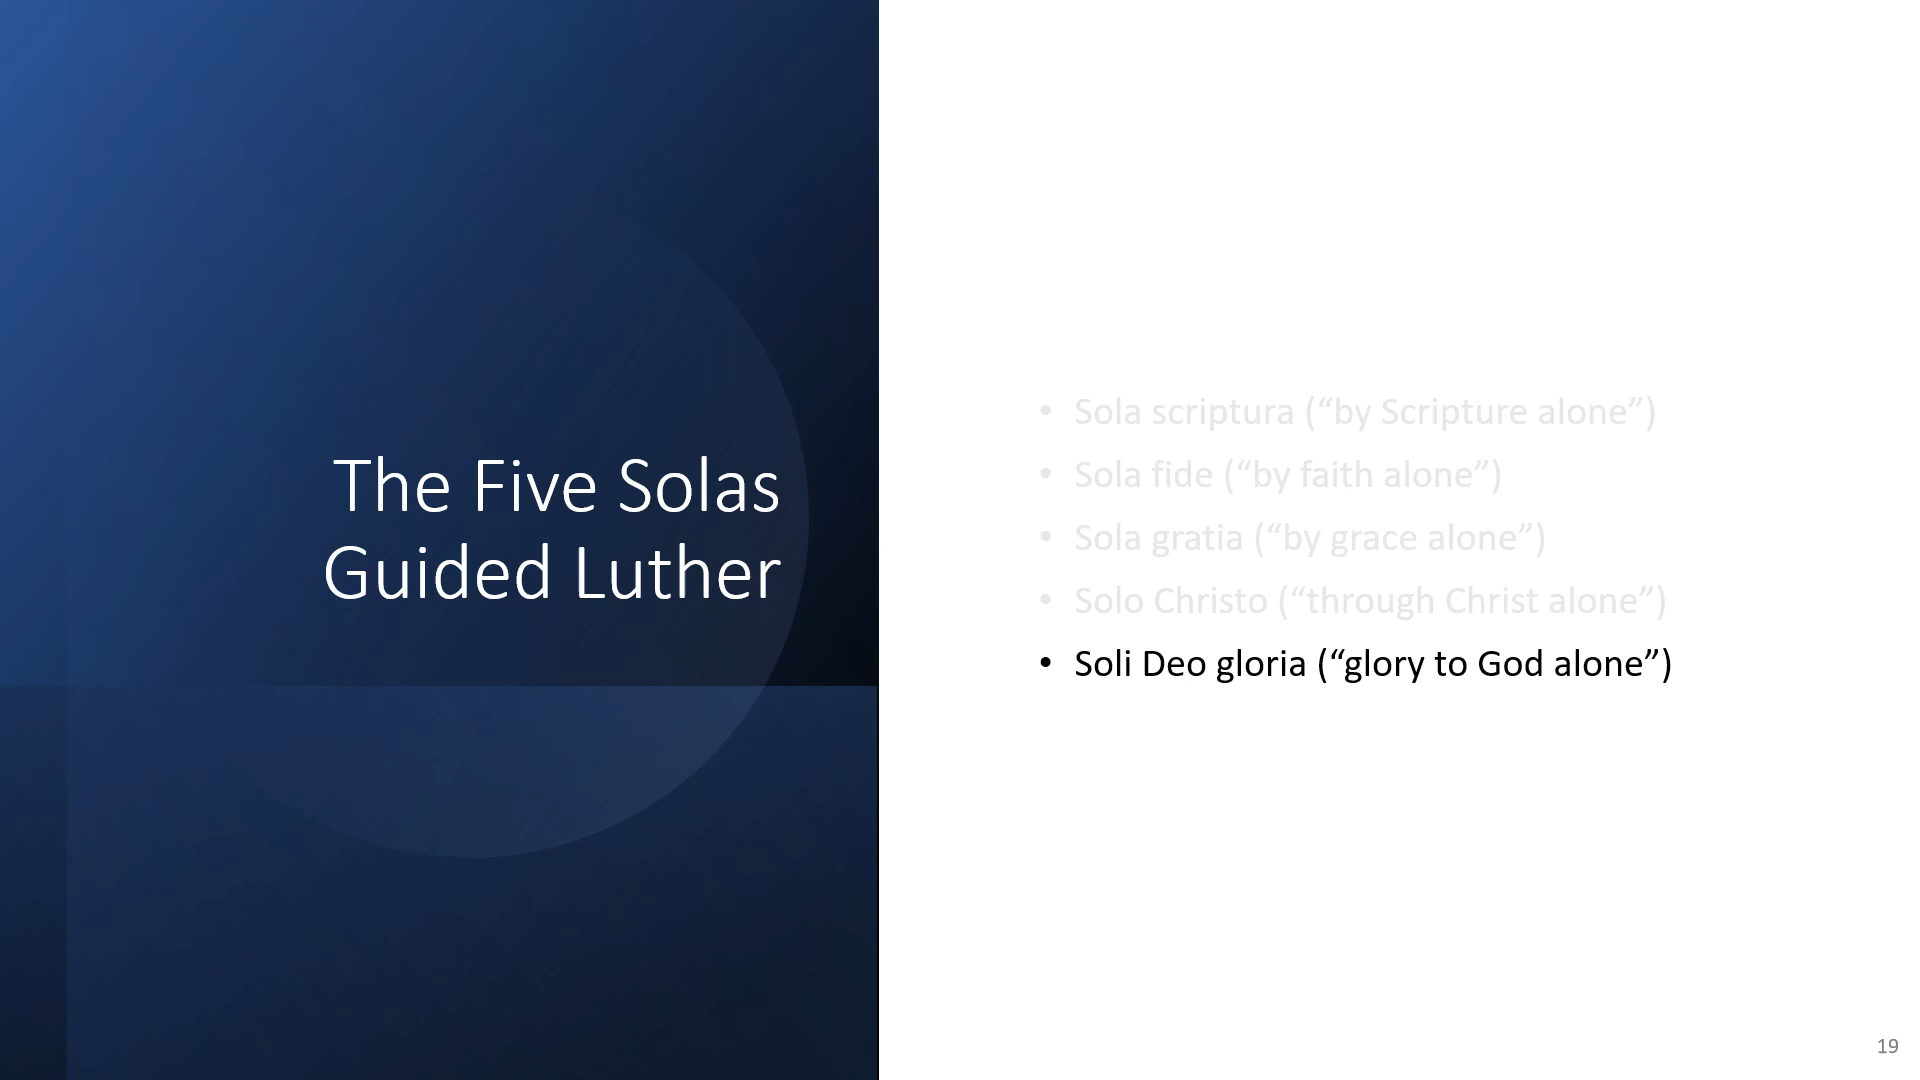 The Five Solas
Guided Luther
• Sola scriptura (“by Scripture alone”)
• Sola fide (“by faith alone”)
• Sola gratia (“by grace alone”)
• Solo Christo (“through Christ alone”)
• Soli Deo gloria (“glory to God alone”)
19